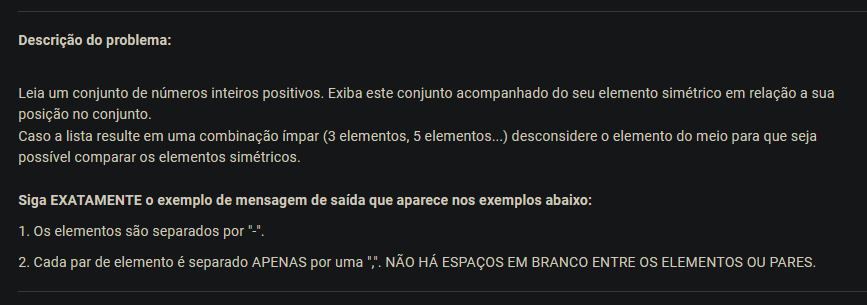 Descrição do problema:
Leia um conjunto de números inteiros positivos. Exiba este conjunto acompanhado do seu elemento simétrico em relação a sua
posição no conjunto.
Caso a lista resulte em uma combinação ímpar (3 elementos, 5 elementos...) desconsidere o elemento do meio para que seja
possível comparar os elementos simétricos.
Siga EXATAMENTE o exemplo de mensagem de saída que aparece nos exemplos abaixo:
1. Os elementos são separados por "-".
2. Cada par de elemento é separado APENAS por uma ",". NÃO HÁ ESPAÇOS EM BRANCO ENTRE OS ELEMENTOS OU PARES.